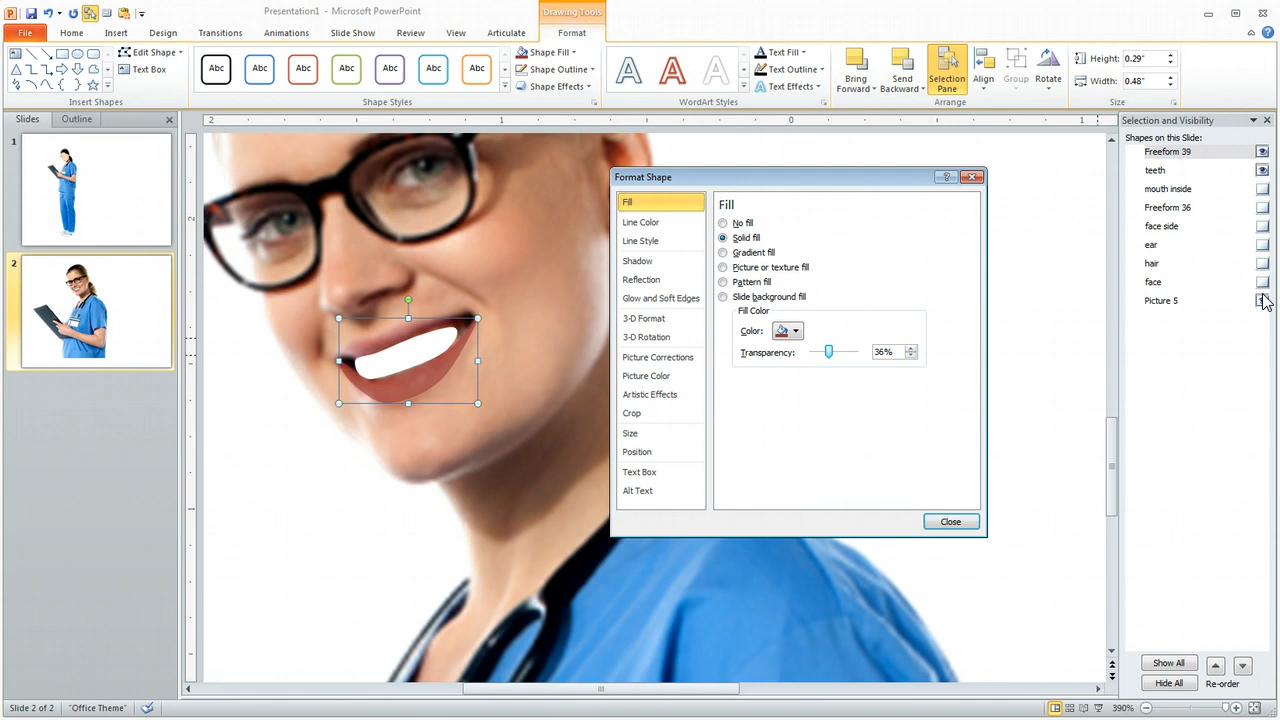 Presentation1 - Microsoft PowerPoint
Drawing Tools
File Home Insert Design Transitions Animations Slide Show Review View Articulate Format
Edit Shape
Text Box
Insert Shapes
Abc Abc Abc Abc Abc Abc Abc
Shape Fill
Shape Outline
Shape Effects
Shape Styles
A A A
Text Fill
Text Outline
Text Effects
WordArt Styles
Bring Forward
Send Backward
Selection Pane
Align
Group
Rotate
Arrange
Height: 0.29"
Width: 0.48"
Size
Slides Outline
1
2
2 1 0 1
Format Shape
Fill
Line Color
Line Style
Shadow
Reflection
Glow and Soft Edges
3-D Format
3-D Rotation
Picture Corrections
Picture Color
Artistic Effects
Crop
Size
Position
Text Box
Alt Text
Fill
No fill
Solid fill
Gradient fill
Picture or texture fill
Pattern fill
Slide background fill
Fill Color
Color:
Transparency: 36%
Close
Selection and Visibility
Shapes on this Slide:
Freeform 39
teeth
mouth inside
Freeform 36
face side
ear
hair
face
Picture 5
Show All
Hide All
Re-order
Slide 2 of 2 "Office Theme" 390%